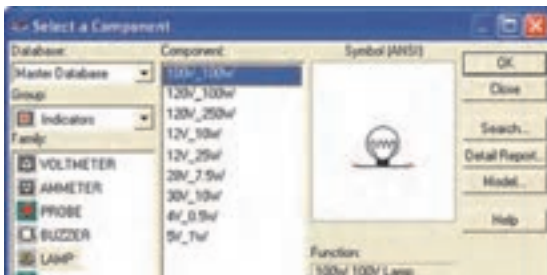 Select a Component
Database:
Master Database
Group:
Indicators
Family:
VOLTMETER
AMMETER
PROBE
BUZZER
LAMP
Component:
100V_100W
120V_100W
120V_250W
12V_10W
12V_25W
28V_7.5W
30V_10W
4V_0.5W
5V_1W
Symbol (ANSI)
Function:
100W 100V Lamp
OK
Close
Search...
Detail Report...
Model...
Help